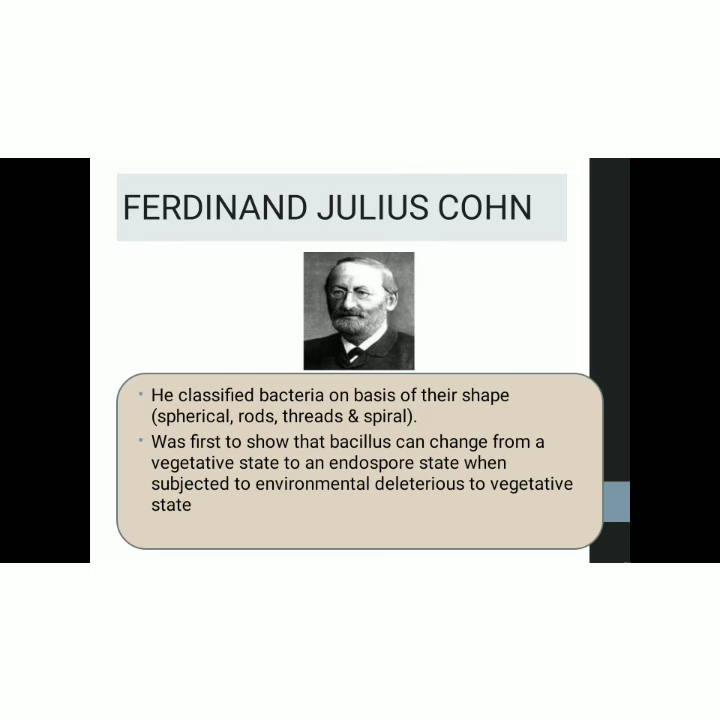 FERDINAND JULIUS COHN
• He classified bacteria on basis of their shape
(spherical, rods, threads & spiral).
• Was first to show that bacillus can change from a
vegetative state to an endospore state when
subjected to environmental deleterious to vegetative
state